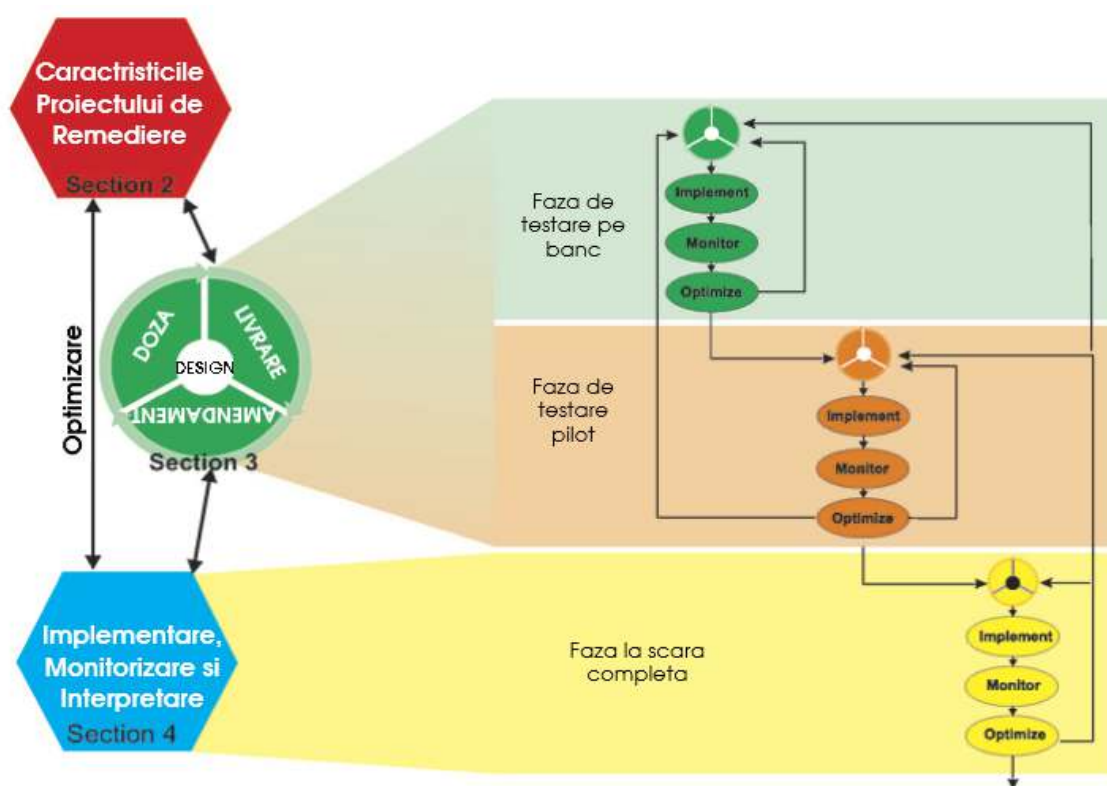 Caractristicile
Proiectului de
Remediere
Section 2
Optimizare
DOZA
LIVRARE
DESIGN
AMENDAMENT
Section 3
Implementare,
Monitorizare si
Interpretare
Section 4
Faza de
testare pe
banc
Implement
Monitor
Optimize
Faza de
testare
pilot
Implement
Monitor
Optimize
Faza la scara
completa
Implement
Monitor
Optimize